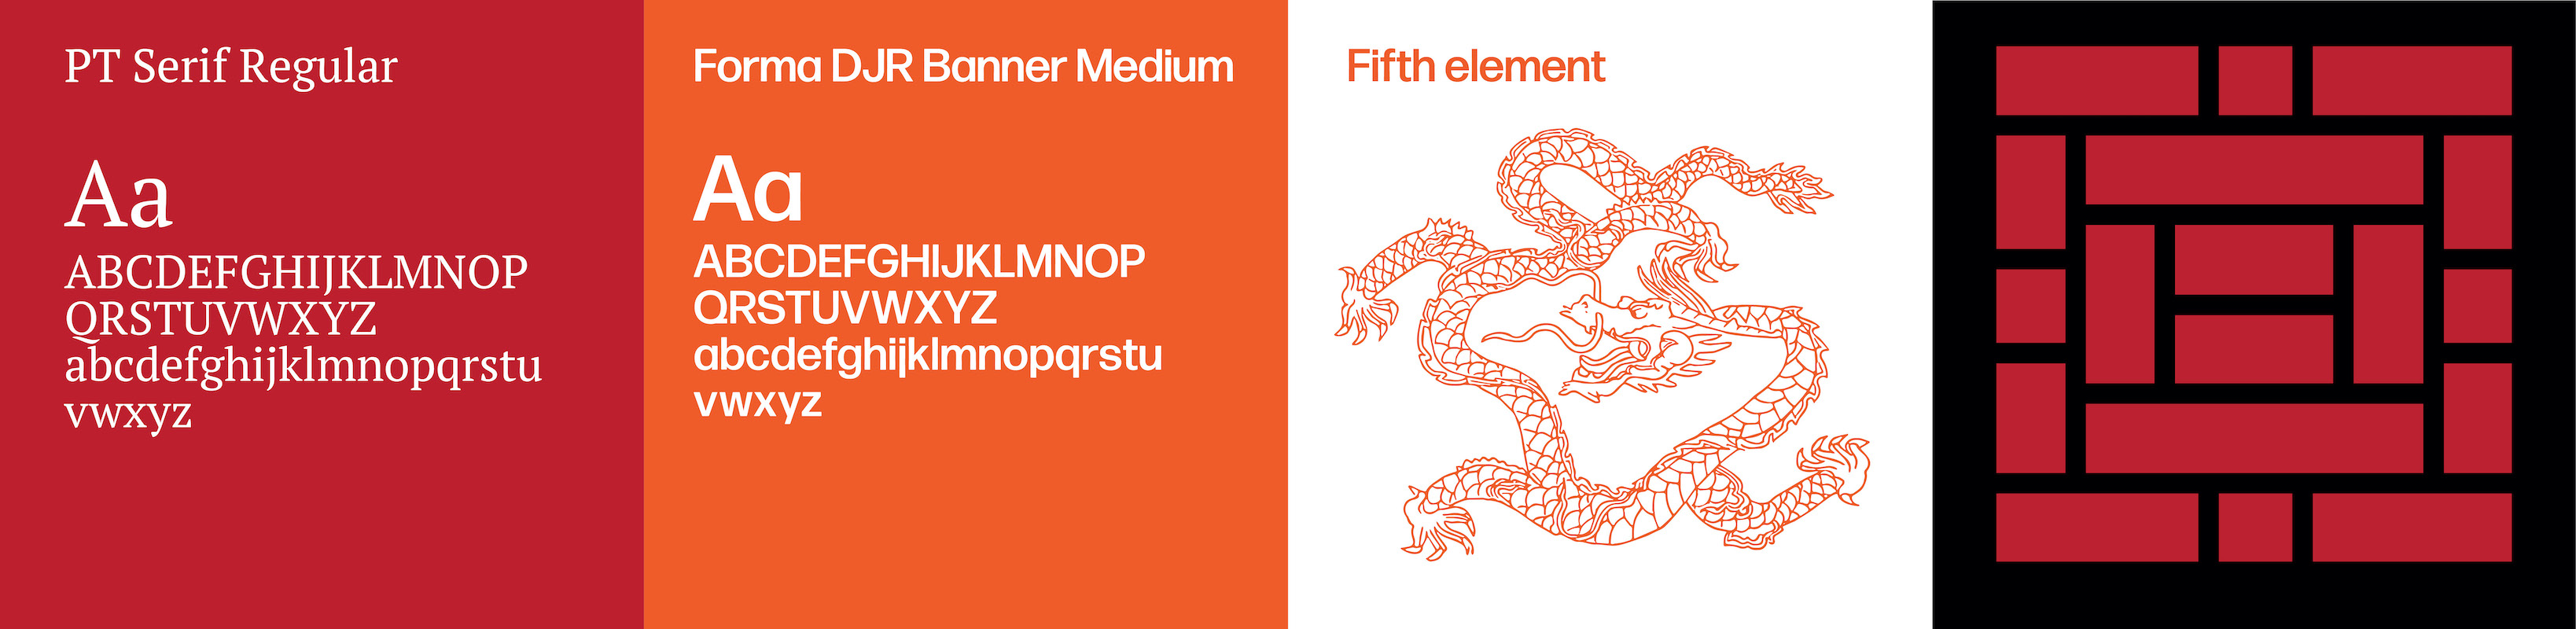 PT Serif Regular
Aa
ABCDEFGHIJKLMNOP
QRSTUVWXYZ
abcdefghijklmnopqrstu
vwxyz
Forma DJR Banner Medium
Aa
ABCDEFGHIJKLMNOP
QRSTUVWXYZ
abcdefghijklmnopqrstu
vwxyz
Fifth element